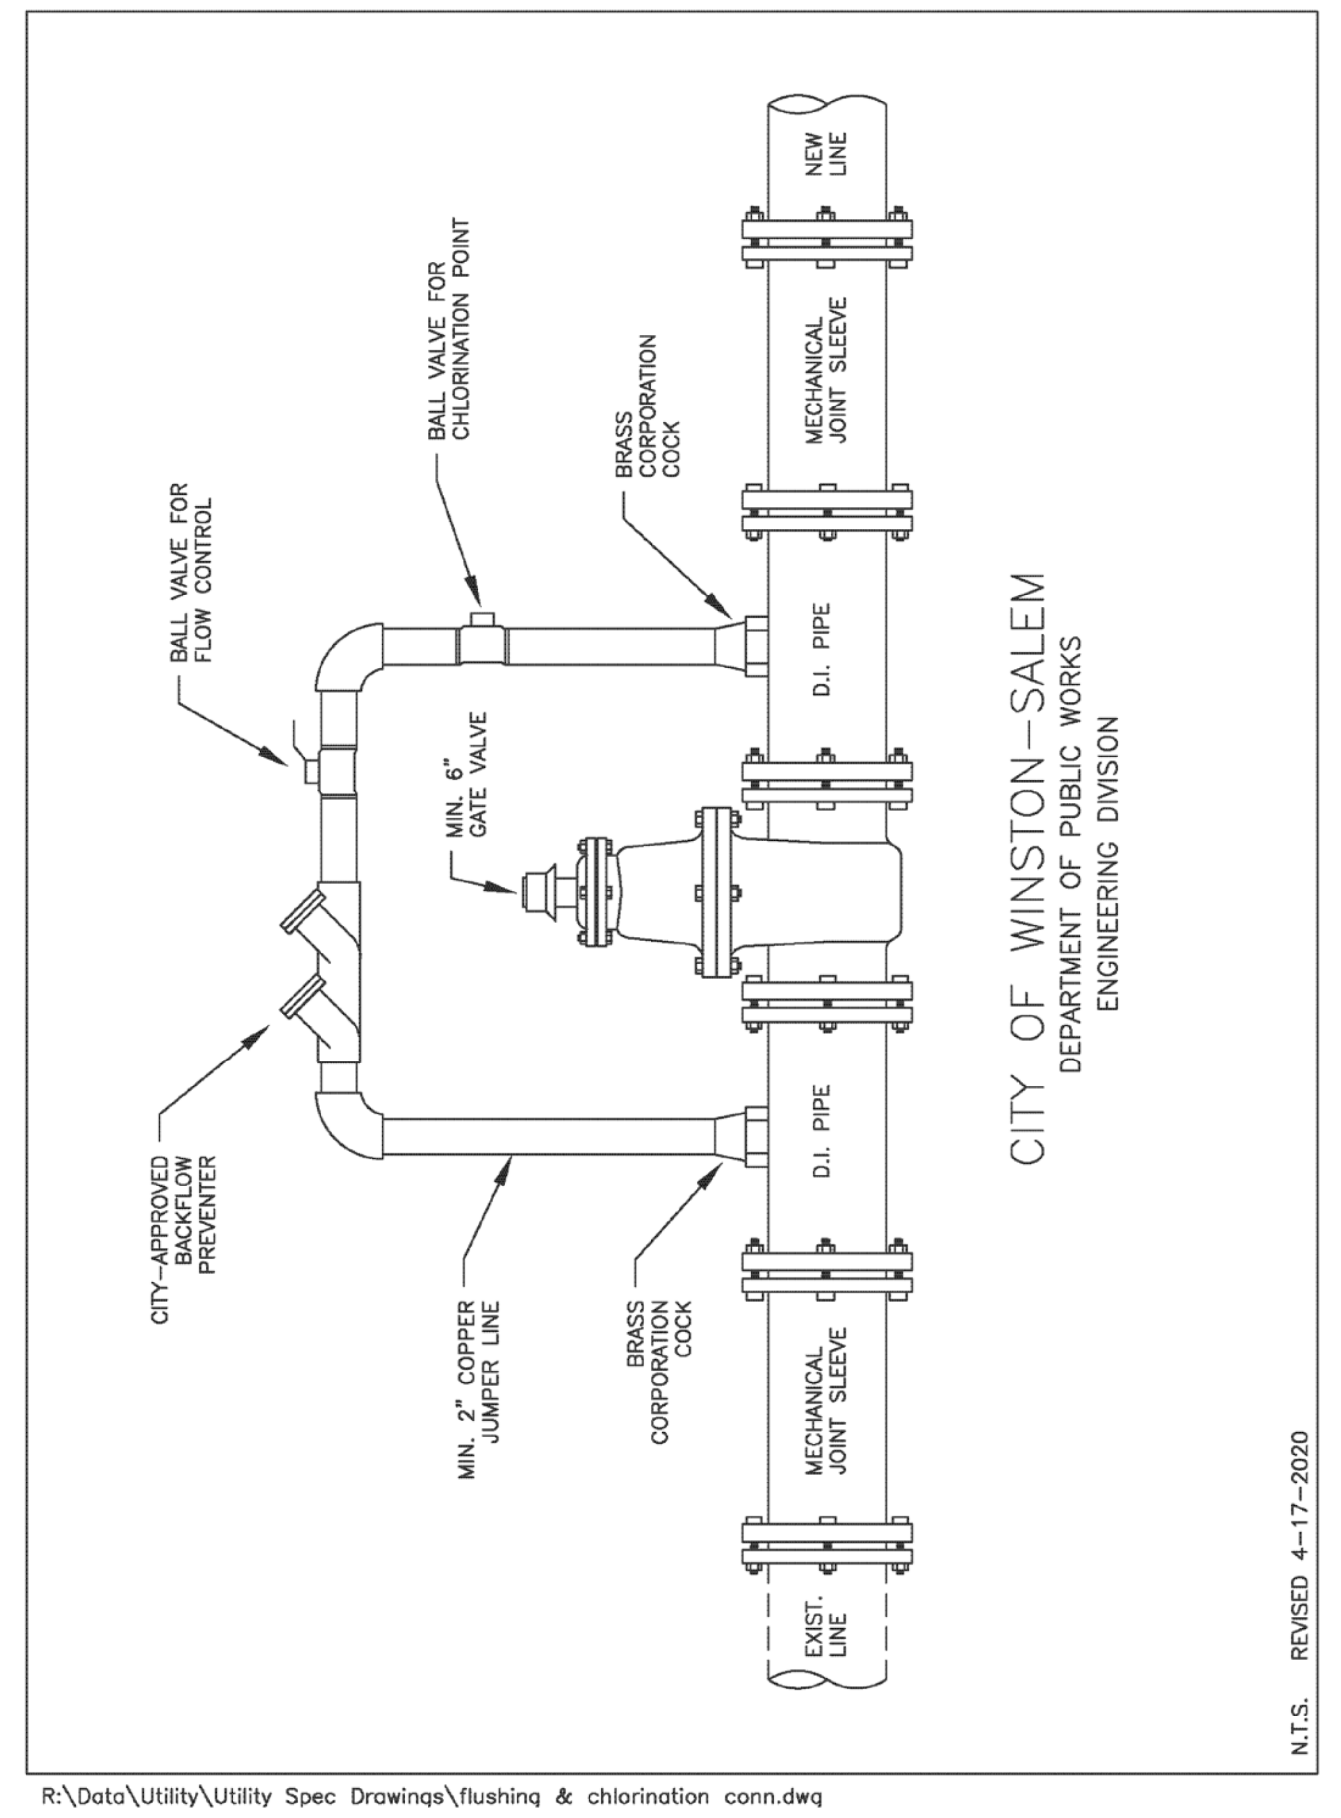 CITY-APPROVED
BACKFLOW
PREVENTER
BALL VALVE FOR
FLOW CONTROL
MIN. 2" COPPER
JUMPER LINE
MIN. 6"
GATE VALVE
BALL VALVE FOR
CHLORINATION POINT
BRASS
CORPORATION
COCK
BRASS
CORPORATION
COCK
EXIST.
LINE
MECHANICAL
JOINT SLEEVE
D.I. PIPE
D.I. PIPE
MECHANICAL
JOINT SLEEVE
NEW
LINE
CITY OF WINSTON-SALEM
DEPARTMENT OF PUBLIC WORKS
ENGINEERING DIVISION
N.T.S. REVISED 4-17-2020
R:\Data\Utility\Utility Spec Drawings\flushing & chlorination conn.dwg